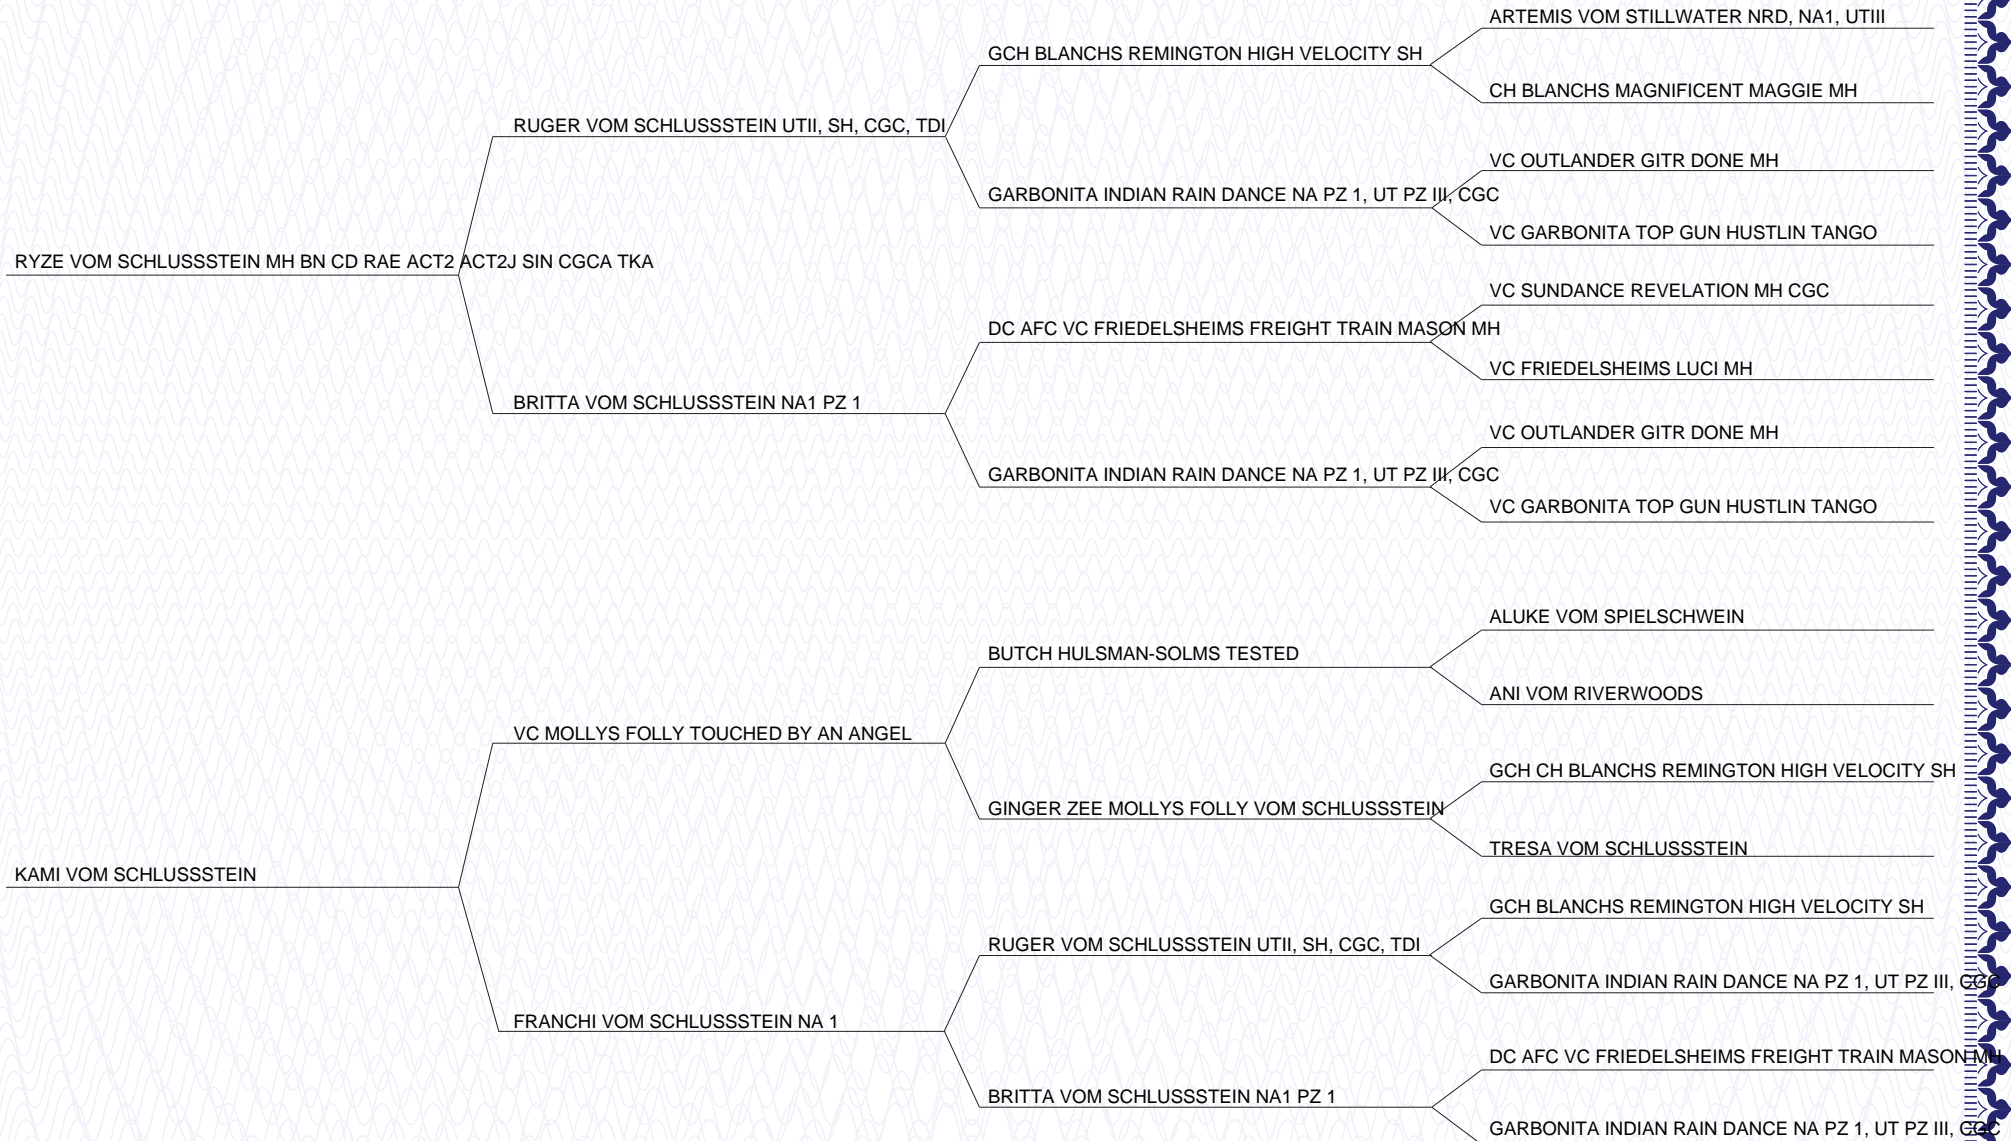 ARTEMIS VOM STILLWATER NRD, NA1, UTIII
GCH BLANCHS REMINGTON HIGH VELOCITY SH
CH BLANCHS MAGNIFICENT MAGGIE MH
RUGER VOM SCHLUSSSTEIN UTII, SH, CGC, TDI
VC OUTLANDER GITR DONE MH
GARBONITA INDIAN RAIN DANCE NA PZ 1, UT PZ III, CGC
VC GARBONITA TOP GUN HUSTLIN TANGO
RYZE VOM SCHLUSSSTEIN MH BN CD RAE ACT2 ACT2J SIN CGCA TKA
VC SUNDANCE REVELATION MH CGC
DC AFC VC FRIEDELSHEIMS FREIGHT TRAIN MASON MH
VC FRIEDELSHEIMS LUCI MH
BRITTA VOM SCHLUSSSTEIN NA1 PZ 1
VC OUTLANDER GITR DONE MH
GARBONITA INDIAN RAIN DANCE NA PZ 1, UT PZ III, CGC
VC GARBONITA TOP GUN HUSTLIN TANGO
ALUKE VOM SPIELSCHWEIN
BUTCH HULSMAN-SOLMS TESTED
ANI VOM RIVERWOODS
VC MOLLYS FOLLY TOUCHED BY AN ANGEL
GCH CH BLANCHS REMINGTON HIGH VELOCITY SH
GINGER ZEE MOLLYS FOLLY VOM SCHLUSSSTEIN
TRESA VOM SCHLUSSSTEIN
KAMI VOM SCHLUSSSTEIN
GCH BLANCHS REMINGTON HIGH VELOCITY SH
RUGER VOM SCHLUSSSTEIN UTII, SH, CGC, TDI
GARBONITA INDIAN RAIN DANCE NA PZ 1, UT PZ III, CGC
FRANCHI VOM SCHLUSSSTEIN NA 1
DC AFC VC FRIEDELSHEIMS FREIGHT TRAIN MASON MH
BRITTA VOM SCHLUSSSTEIN NA1 PZ 1
GARBONITA INDIAN RAIN DANCE NA PZ 1, UT PZ III, CGC